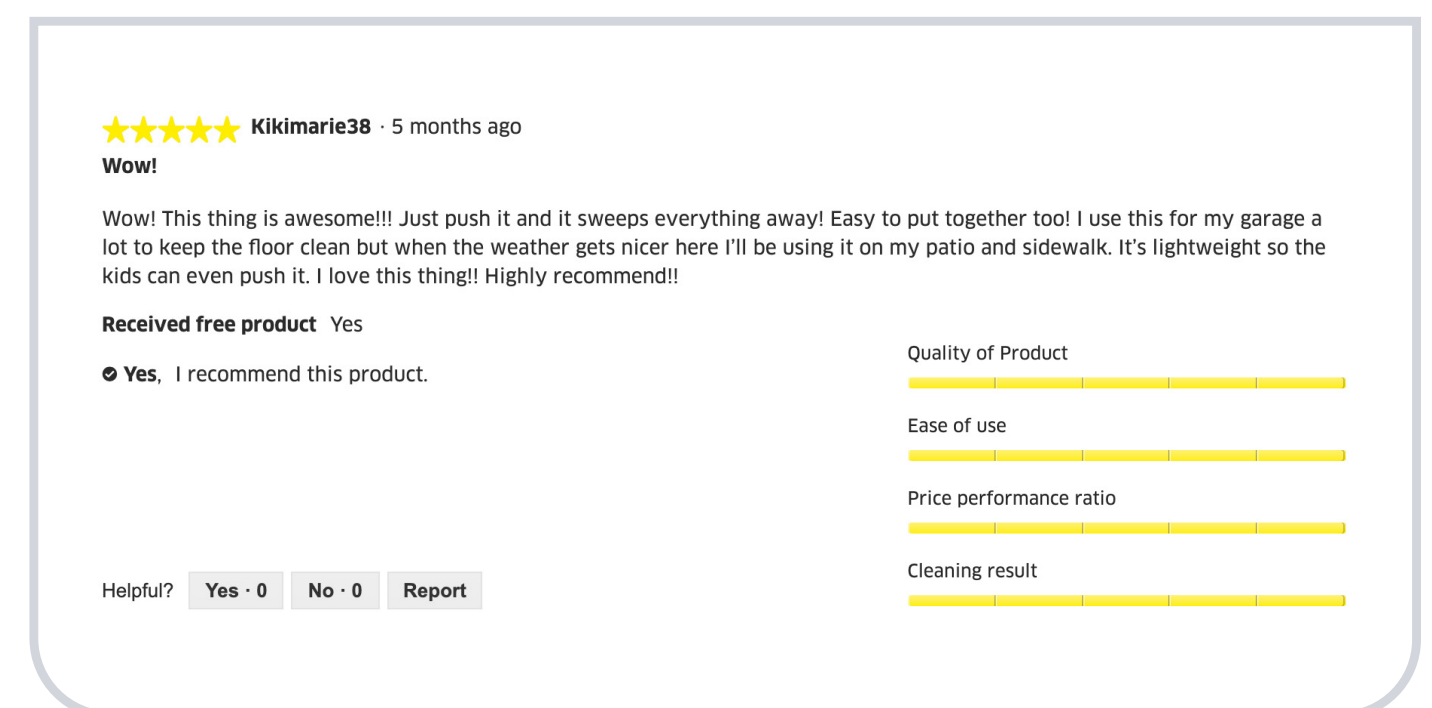 Kikimarie38 · 5 months ago
Wow!
Wow! This thing is awesome!!! Just push it and it sweeps everything away! Easy to put together too! I use this for my garage a
lot to keep the floor clean but when the weather gets nicer here I’ll be using it on my patio and sidewalk. It’s lightweight so the
kids can even push it. I love this thing!! Highly recommend!!
Received free product Yes
Yes, I recommend this product.
Quality of Product
Ease of use
Price performance ratio
Cleaning result
Helpful? Yes · 0 No · 0 Report